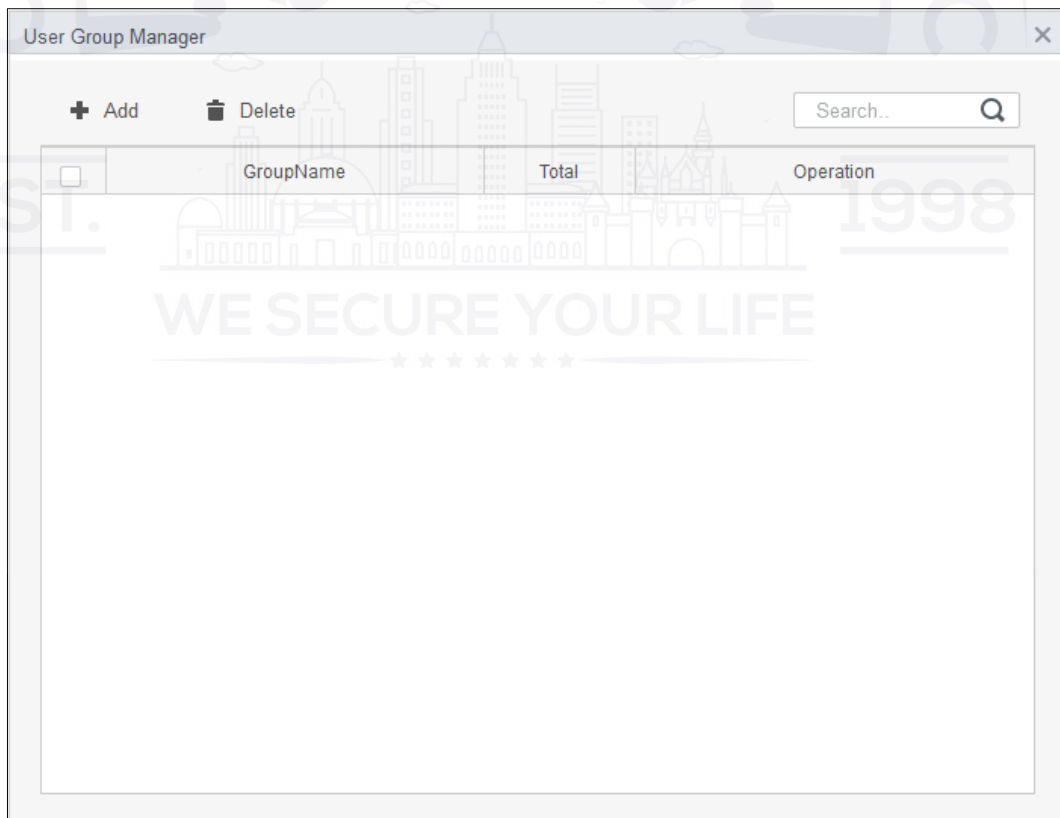 User Group Manager
Add Delete Search..
GroupName Total Operation
ST. 1998
WE SECURE YOUR LIFE